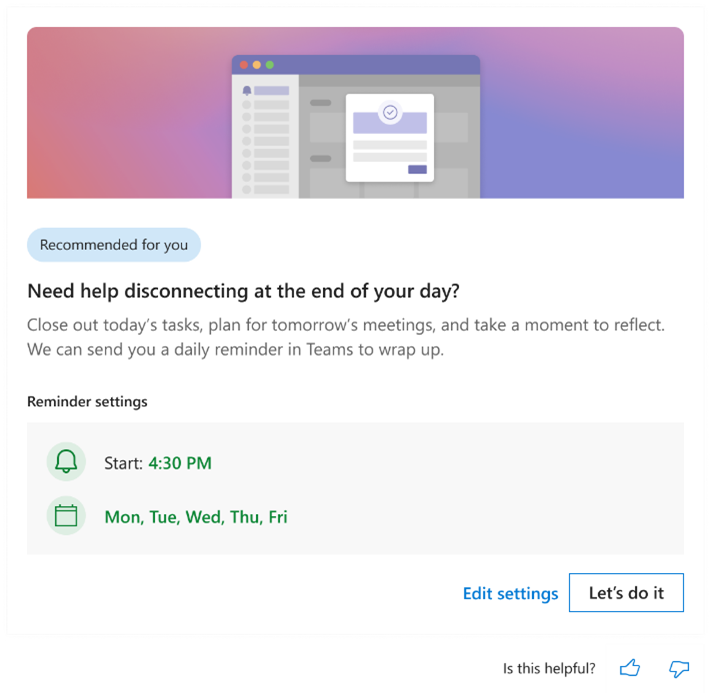 Recommended for you
Need help disconnecting at the end of your day?
Close out today's tasks, plan for tomorrow's meetings, and take a moment to reflect.
We can send you a daily reminder in Teams to wrap up.
Reminder settings
Start: 4:30 PM
Mon, Tue, Wed, Thu, Fri
Edit settings
Let's do it
Is this helpful?